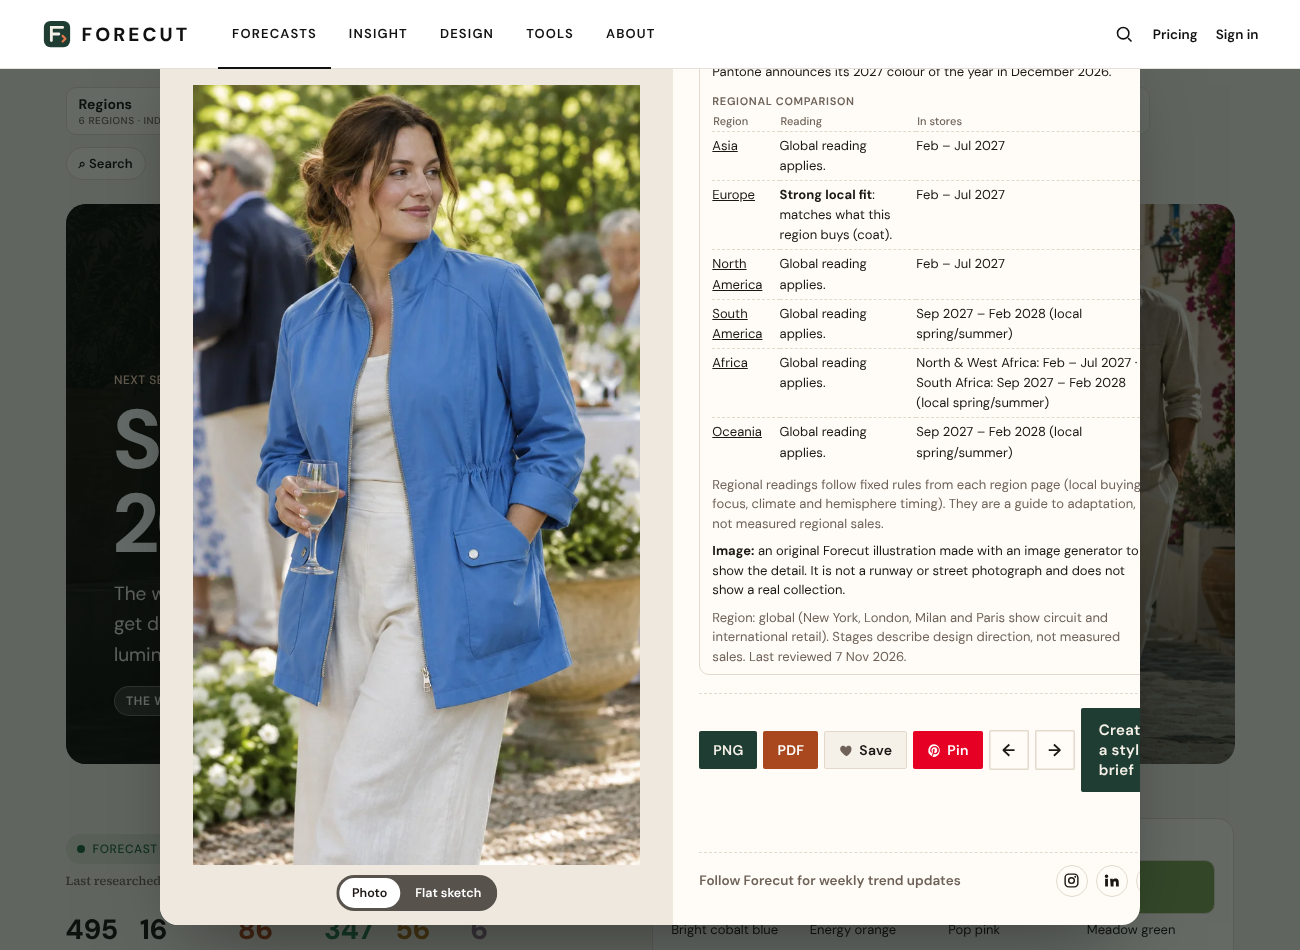 FORECUT
FORECASTS
INSIGHT
DESIGN
TOOLS
ABOUT
Pricing
Sign in
Regions
6 REGIONS · IND
⌕ Search
NEXT SE
S
2
The w
get d
lumin
THE W
FORECAST
Last researched
495
16
86
347
56
6
Photo
Flat sketch
Pantone announces its 2027 colour of the year in December 2026.
REGIONAL COMPARISON
Region
Reading
In stores
Asia
Global reading
applies.
Feb – Jul 2027
Europe
Strong local fit:
matches what this
region buys (coat).
Feb – Jul 2027
North
America
Global reading
applies.
Feb – Jul 2027
South
America
Global reading
applies.
Sep 2027 – Feb 2028 (local
spring/summer)
Africa
Global reading
applies.
North & West Africa: Feb – Jul 2027 ·
South Africa: Sep 2027 – Feb 2028
(local spring/summer)
Oceania
Global reading
applies.
Sep 2027 – Feb 2028 (local
spring/summer)
Regional readings follow fixed rules from each region page (local buying
focus, climate and hemisphere timing). They are a guide to adaptation,
not measured regional sales.
Image: an original Forecut illustration made with an image generator to
show the detail. It is not a runway or street photograph and does not
show a real collection.
Region: global (New York, London, Milan and Paris show circuit and
international retail). Stages describe design direction, not measured
sales. Last reviewed 7 Nov 2026.
PNG
PDF
Save
Pin
Creat
a styl
brief
Follow Forecut for weekly trend updates
Bright cobalt blue
Energy orange
Pop pink
Meadow green